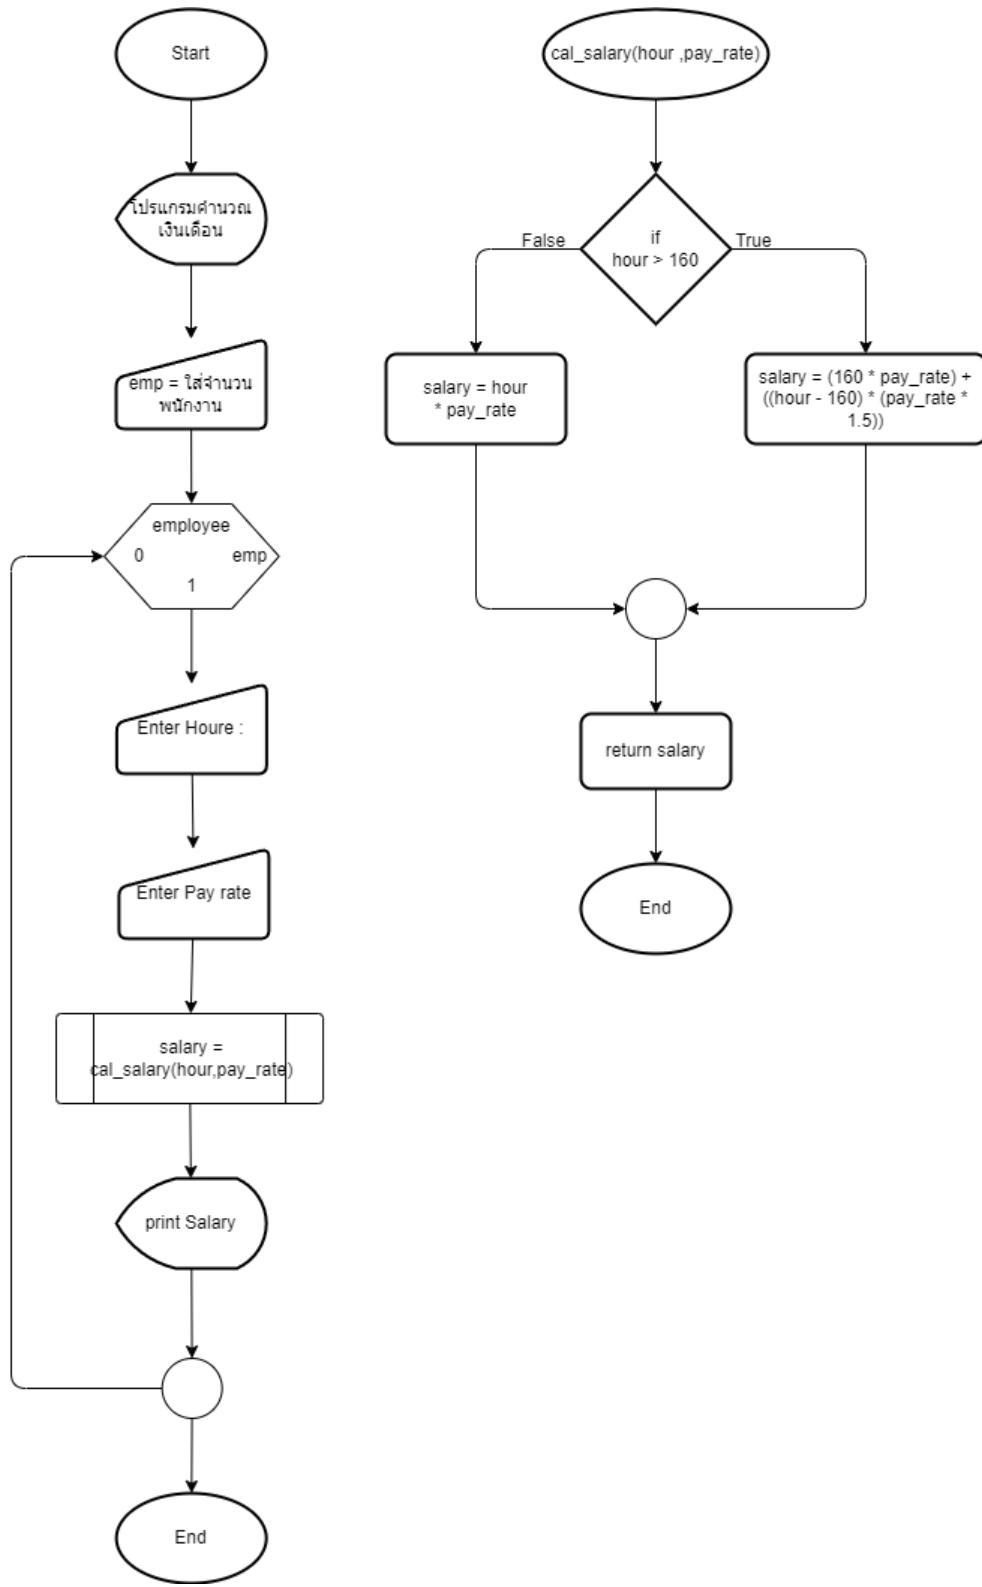 Start
โปรแกรมคำนวณ
เงินเดือน
emp = ใส่จำนวน
พนักงาน
employee
0 emp
1
Enter Houre :
Enter Pay rate
salary =
cal_salary(hour,pay_rate)
print Salary
End
cal_salary(hour ,pay_rate)
if
hour > 160
False
True
salary = hour
* pay_rate
salary = (160 * pay_rate) +
((hour - 160) * (pay_rate *
1.5))
return salary
End